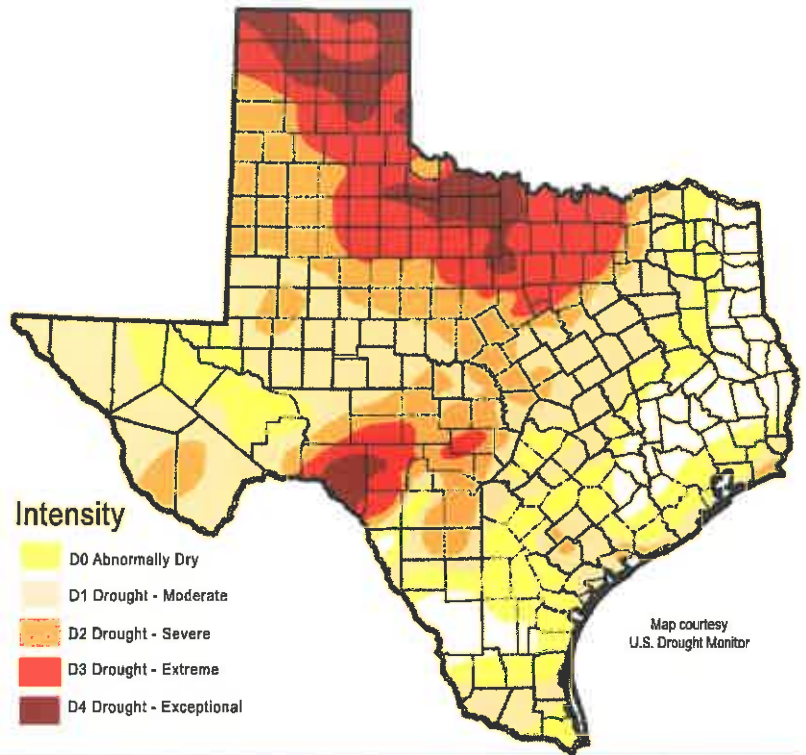 Intensity
D0 Abnormally Dry
D1 Drought - Moderate
D2 Drought - Severe
D3 Drought - Extreme
D4 Drought - Exceptional
Map courtesy
U.S. Drought Monitor